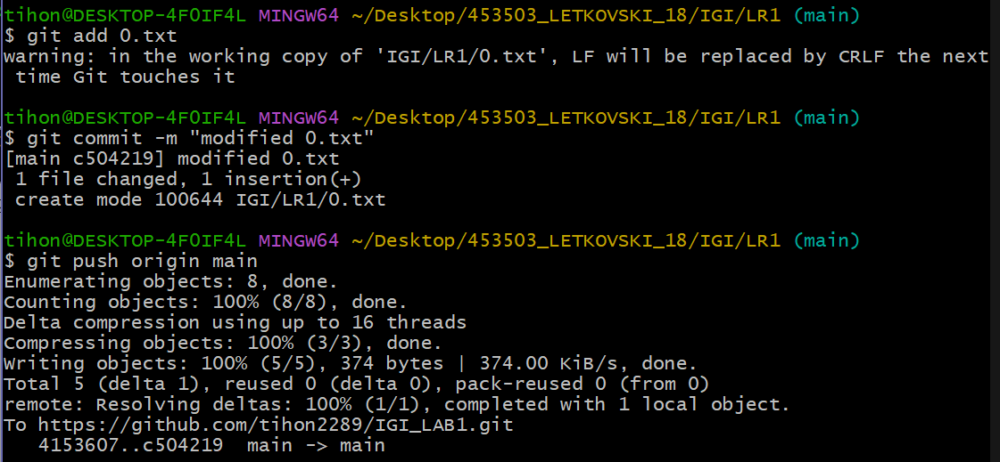 tihon@DESKTOP-4F0IF4L MINGW64 ~/Desktop/453503_LETKOVSKI_18/IGI/LR1 (main)
$ git add 0.txt
warning: in the working copy of 'IGI/LR1/0.txt', LF will be replaced by CRLF the next
 time Git touches it

tihon@DESKTOP-4F0IF4L MINGW64 ~/Desktop/453503_LETKOVSKI_18/IGI/LR1 (main)
$ git commit -m "modified 0.txt"
[main c504219] modified 0.txt
 1 file changed, 1 insertion(+)
 create mode 100644 IGI/LR1/0.txt

tihon@DESKTOP-4F0IF4L MINGW64 ~/Desktop/453503_LETKOVSKI_18/IGI/LR1 (main)
$ git push origin main
Enumerating objects: 8, done.
Counting objects: 100% (8/8), done.
Delta compression using up to 16 threads
Compressing objects: 100% (3/3), done.
Writing objects: 100% (5/5), 374 bytes | 374.00 KiB/s, done.
Total 5 (delta 1), reused 0 (delta 0), pack-reused 0 (from 0)
remote: Resolving deltas: 100% (1/1), completed with 1 local object.
To https://github.com/tihon2289/IGI_LAB1.git
   4153607..c504219  main -> main